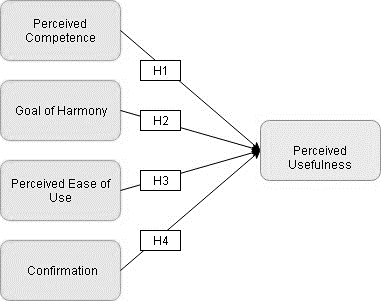 Perceived
Competence
H1
Goal of Harmony
H2
Perceived Ease of
Use
H3
Confirmation
H4
Perceived
Usefulness